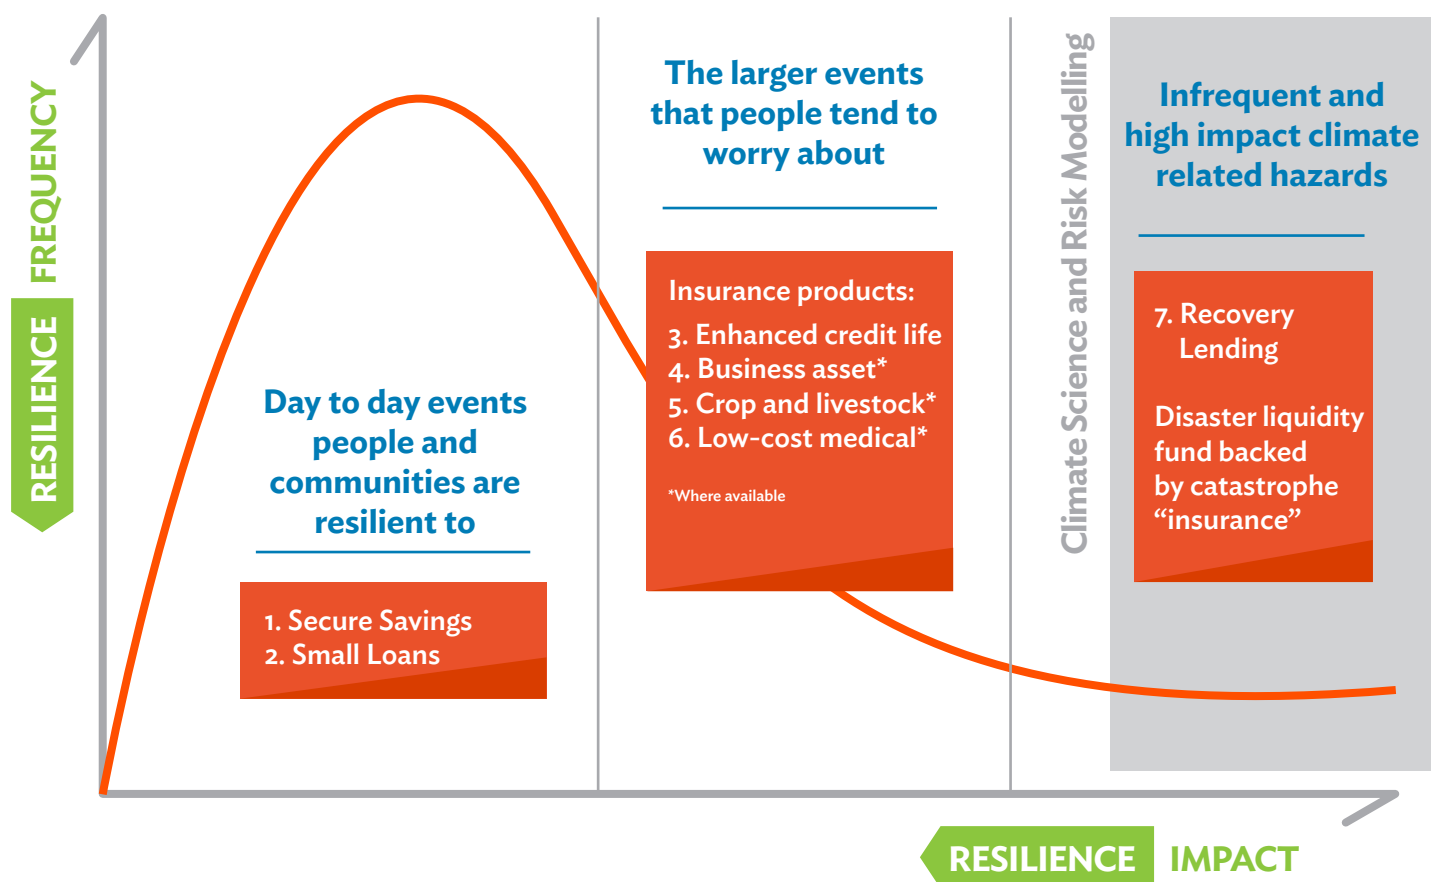 FREQUENCY
RESILIENCE
Day to day events
people and
communities are
resilient to
1. Secure Savings
2. Small Loans
The larger events
that people tend to
worry about
Insurance products:
3. Enhanced credit life
4. Business asset*
5. Crop and livestock*
6. Low-cost medical*
*Where available
Climate Science and Risk Modelling
Infrequent and
high impact climate
related hazards
7. Recovery
Lending
Disaster liquidity
fund backed
by catastrophe
“insurance”
RESILIENCE IMPACT